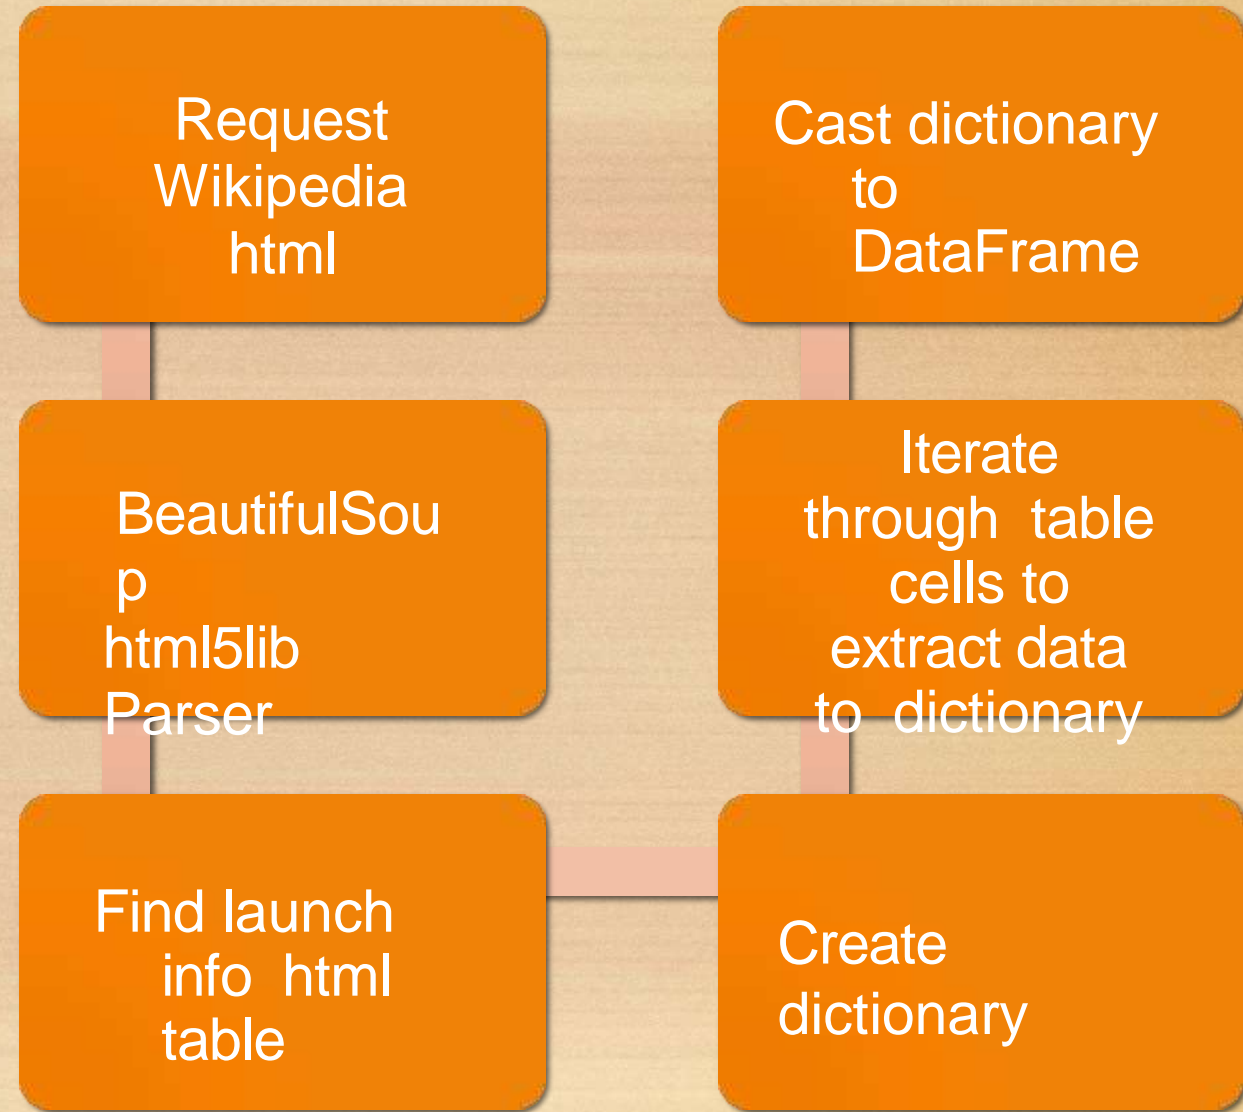 Request
Wikipedia
html
BeautifulSou
p
html5lib
Parser
Find launch
info html
table
Create
dictionary
Iterate
through table
cells to
extract data
to dictionary
Cast dictionary
to
DataFrame